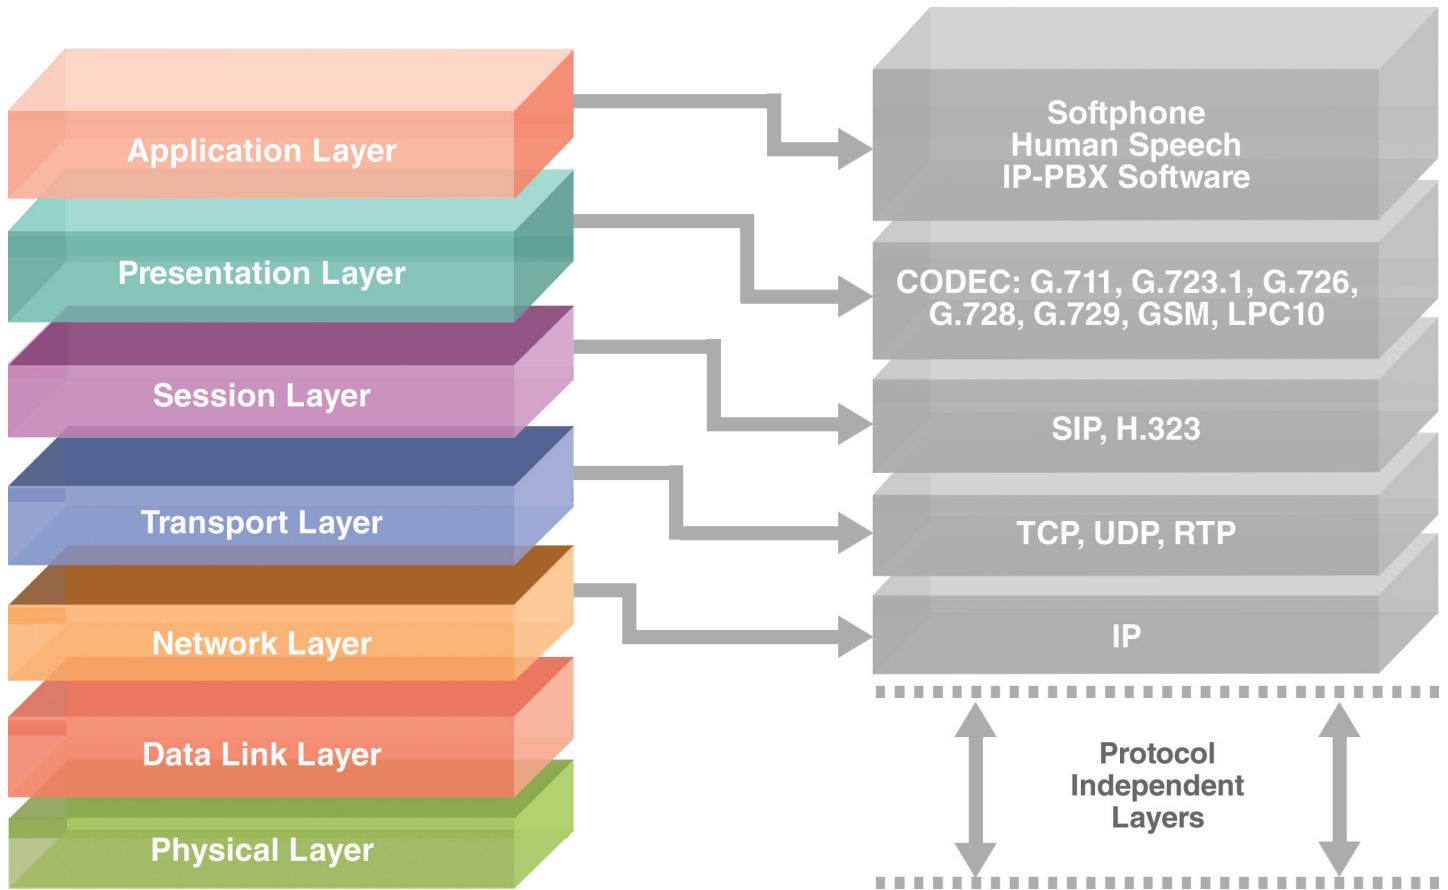 Application Layer
Presentation Layer
Session Layer
Transport Layer
Network Layer
Data Link Layer
Physical Layer
Softphone
Human Speech
IP-PBX Software
CODEC: G.711, G.723.1, G.726,
G.728, G.729, GSM, LPC10
SIP, H.323
TCP, UDP, RTP
IP
Protocol
Independent
Layers